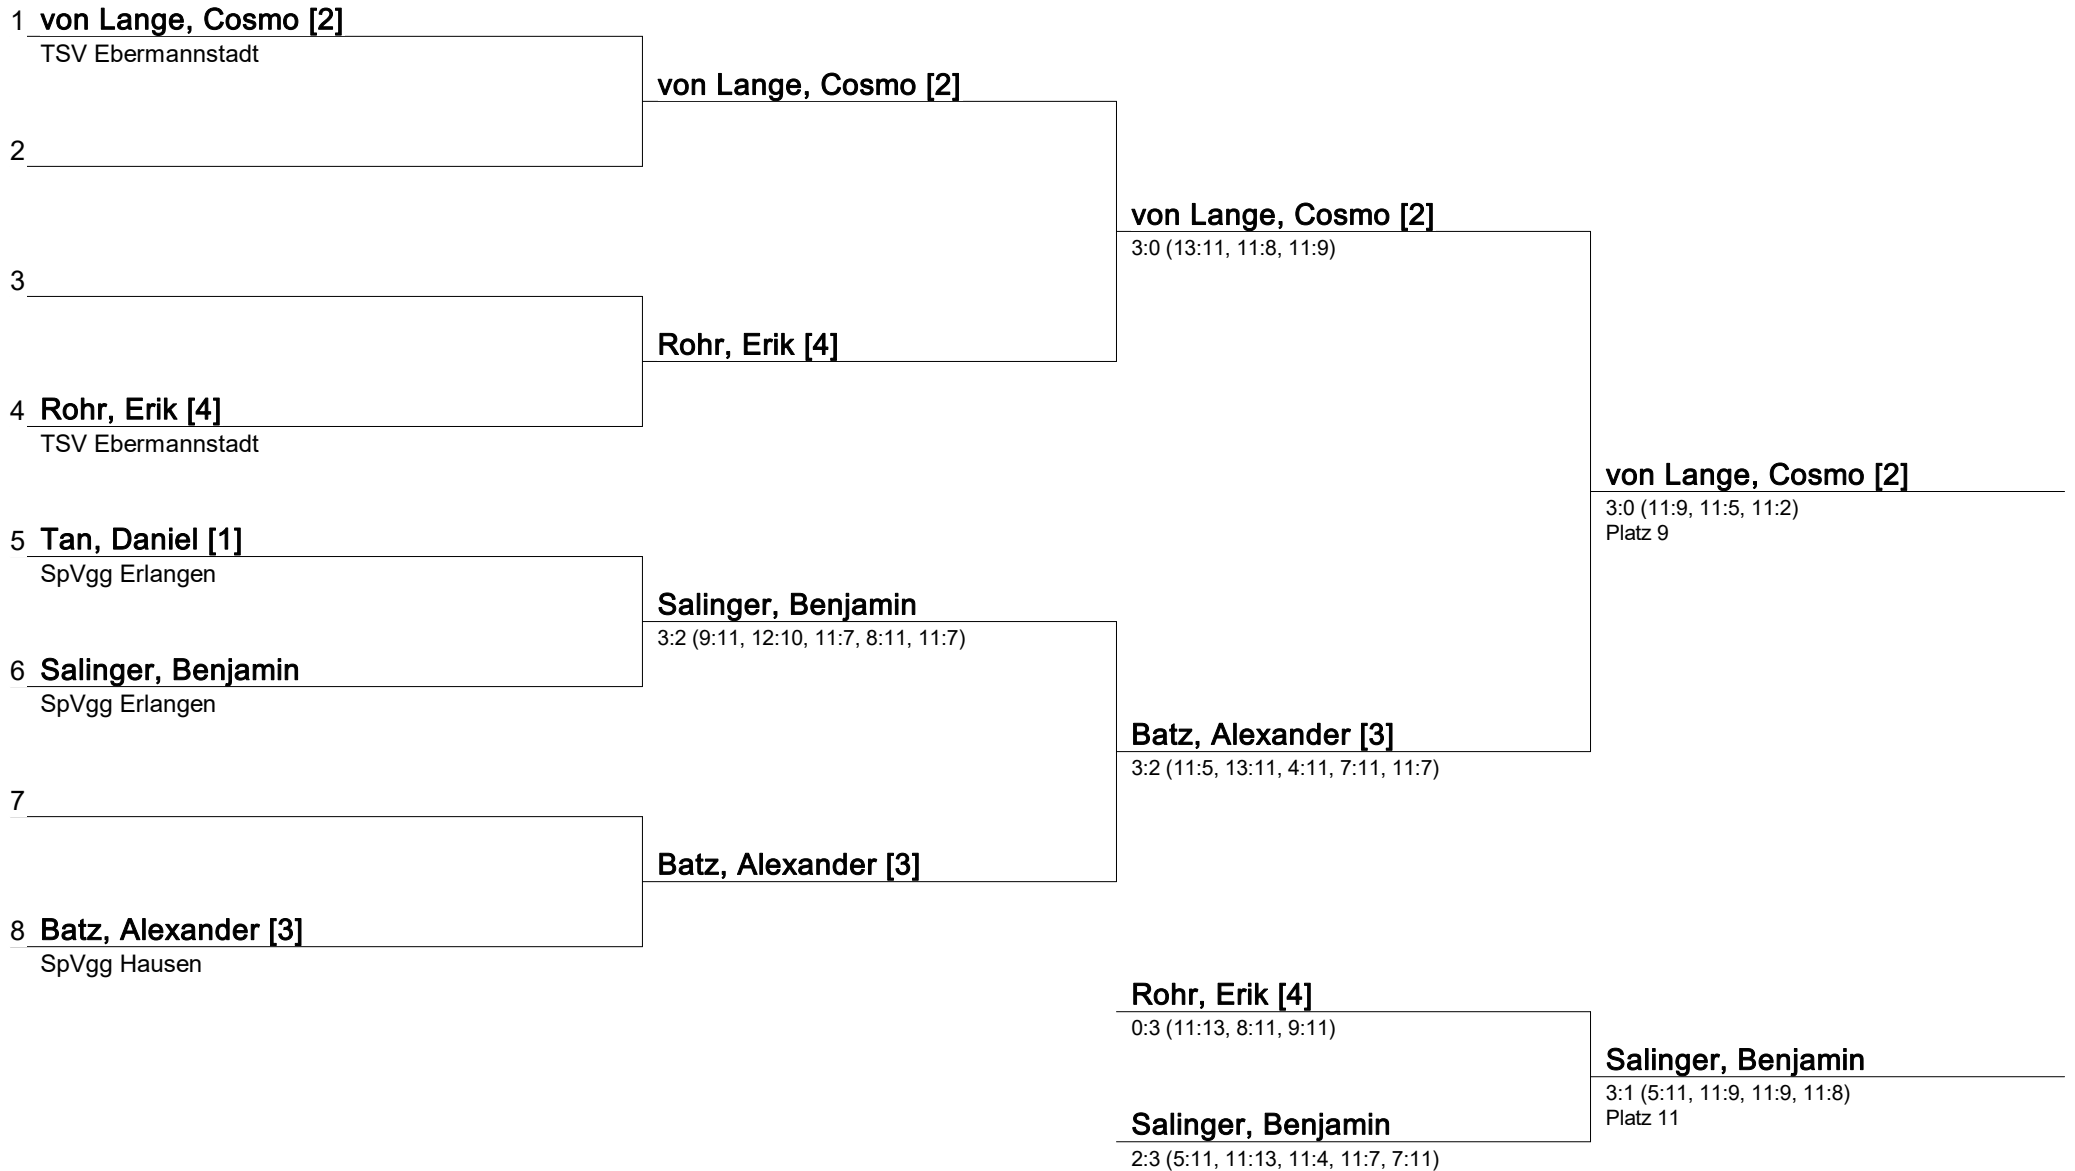 1 von Lange, Cosmo [2]
TSV Ebermannstadt
von Lange, Cosmo [2]
2
von Lange, Cosmo [2]
3:0 (13:11, 11:8, 11:9)
3
Rohr, Erik [4]
4 Rohr, Erik [4]
TSV Ebermannstadt
von Lange, Cosmo [2]
3:0 (11:9, 11:5, 11:2)
Platz 9
5 Tan, Daniel [1]
SpVgg Erlangen
Salinger, Benjamin
3:2 (9:11, 12:10, 11:7, 8:11, 11:7)
6 Salinger, Benjamin
SpVgg Erlangen
Batz, Alexander [3]
3:2 (11:5, 13:11, 4:11, 7:11, 11:7)
7
Batz, Alexander [3]
8 Batz, Alexander [3]
SpVgg Hausen
Rohr, Erik [4]
0:3 (11:13, 8:11, 9:11)
Salinger, Benjamin
3:1 (5:11, 11:9, 11:9, 11:8)
Platz 11
Salinger, Benjamin
2:3 (5:11, 11:13, 11:4, 11:7, 7:11)